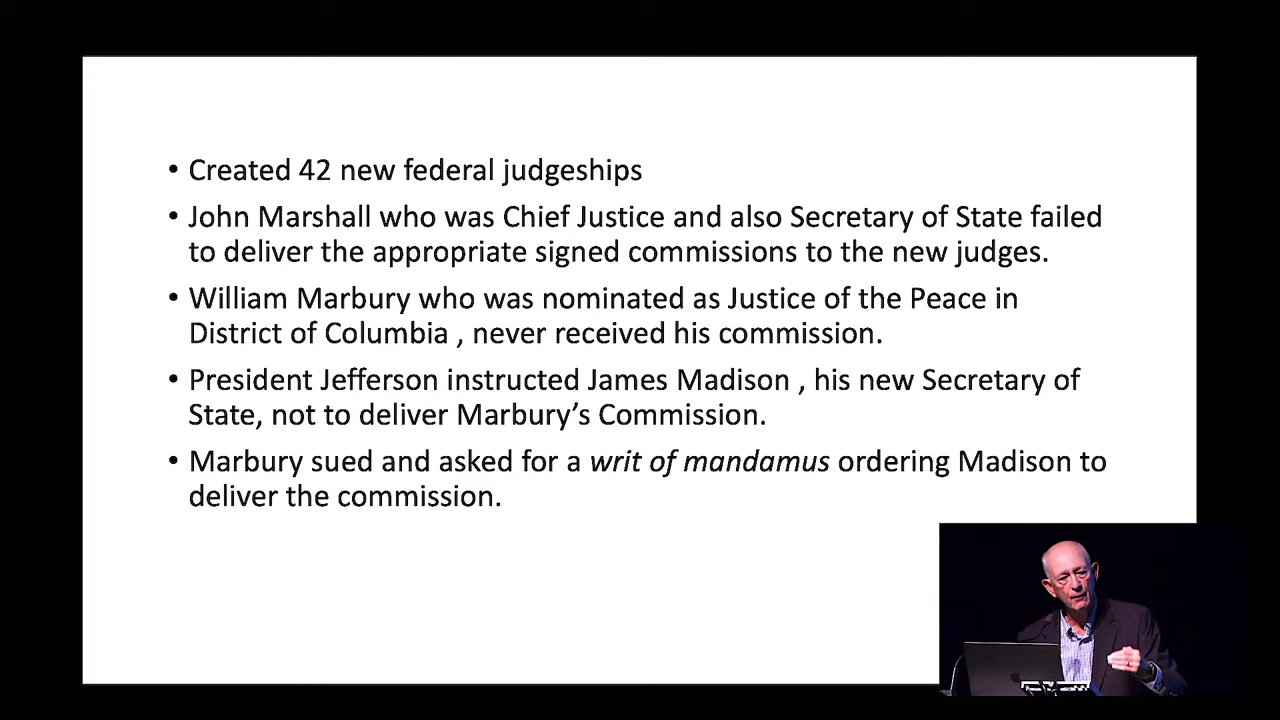 • Created 42 new federal judgeships
• John Marshall who was Chief Justice and also Secretary of State failed
to deliver the appropriate signed commissions to the new judges.
• William Marbury who was nominated as Justice of the Peace in
District of Columbia , never received his commission.
• President Jefferson instructed James Madison , his new Secretary of
State, not to deliver Marbury’s Commission.
• Marbury sued and asked for a writ of mandamus ordering Madison to
deliver the commission.